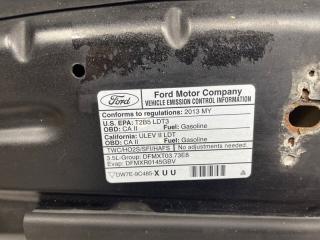 Ford
Ford Motor Company
VEHICLE EMISSION CONTROL INFORMATION
Conforms to regulations: 2013 MY
U.S. EPA: T2B5 LDT3
OBD: CA II Fuel: Gasoline
California: ULEV II LDT
OBD: CA II Fuel: Gasoline
TWC/HO2S/SFI/HAFS No adjustments needed.
3.5L-Group: DFMXT03.73E8
Evap: DFMXR0145GBV
DW7E-9C485-XUU